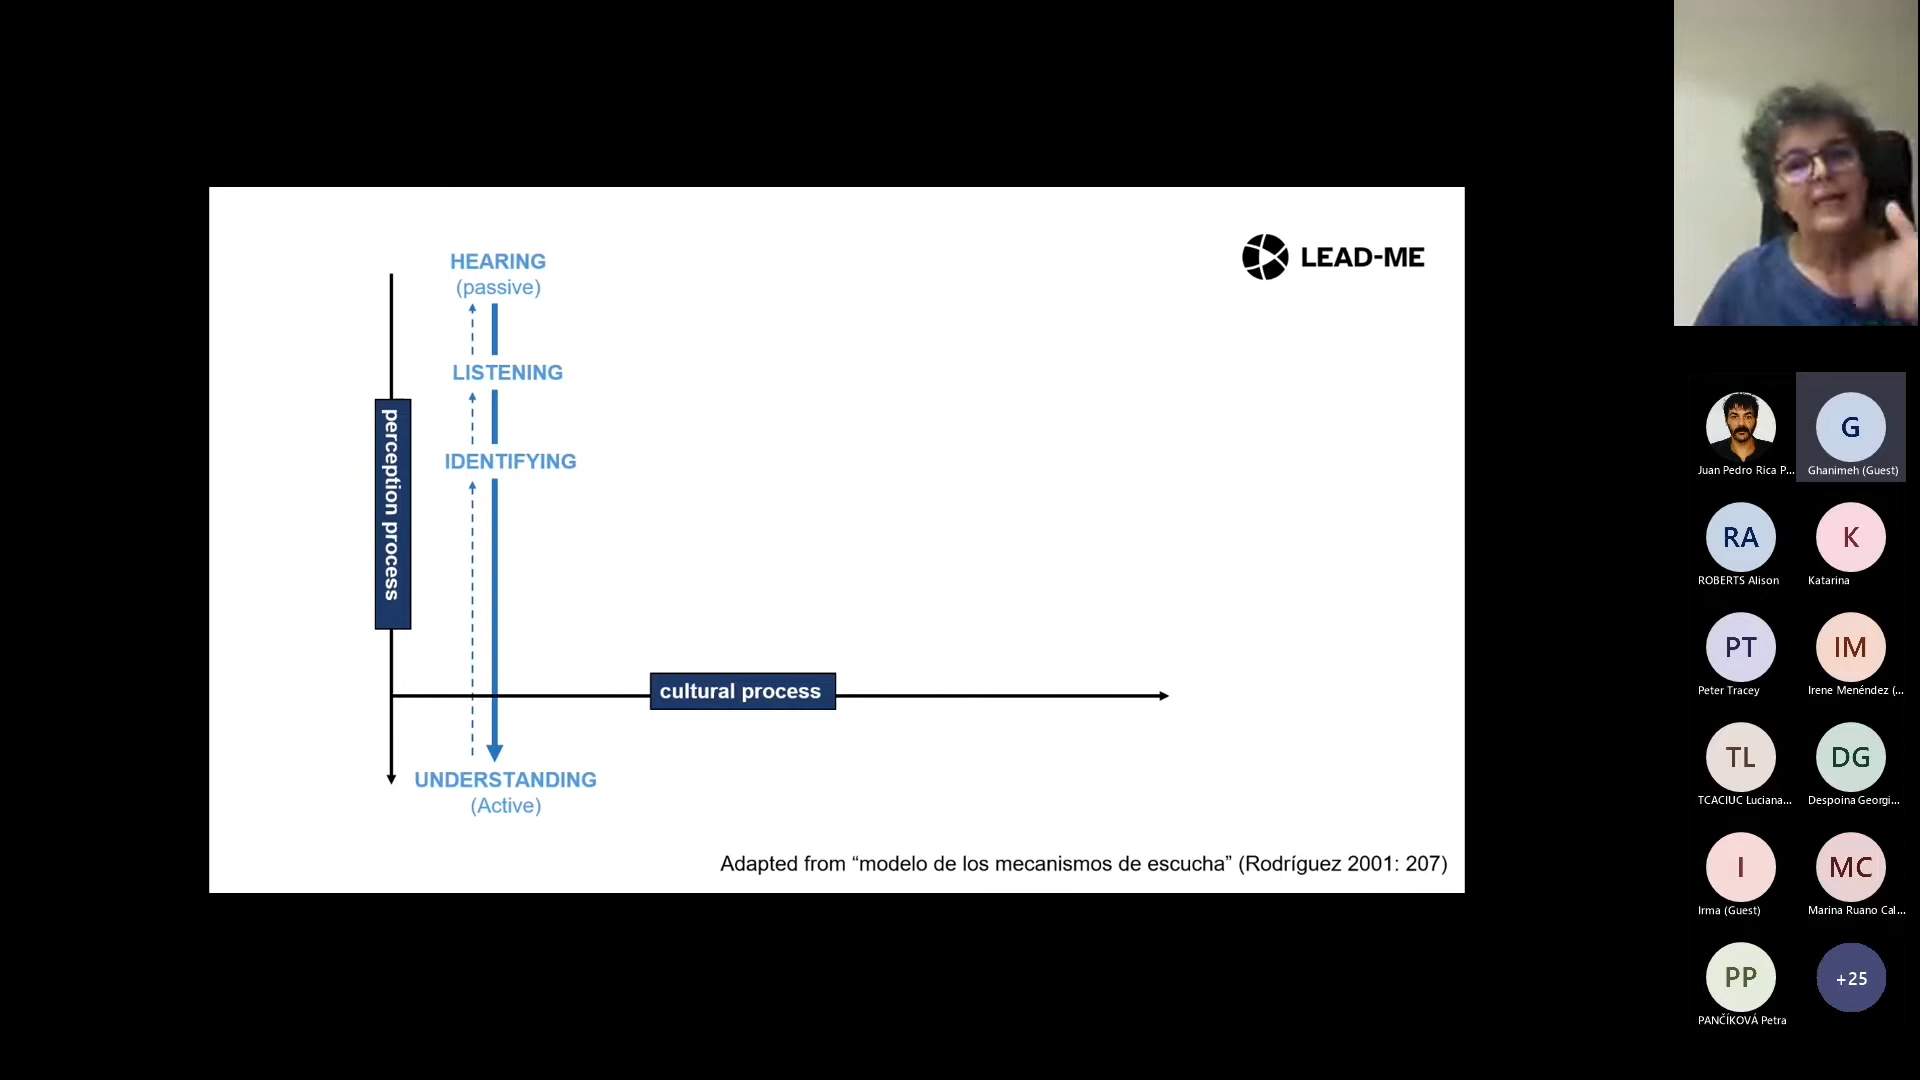 HEARING
(passive)
LISTENING
IDENTIFYING
UNDERSTANDING
(Active)
perception process
cultural process
LEAD-ME
Adapted from “modelo de los mecanismos de escucha” (Rodríguez 2001: 207)
Juan Pedro Rica P...
G
Ghanimeh (Guest)
RA
ROBERTS Alison
K
Katarina
PT
Peter Tracey
IM
Irene Menéndez (...
TL
TCACIUC Luciana...
DG
Despoina Georgi...
I
Irma (Guest)
MC
Marina Ruano Cal...
PP
PANČÍKOVÁ Petra
+25